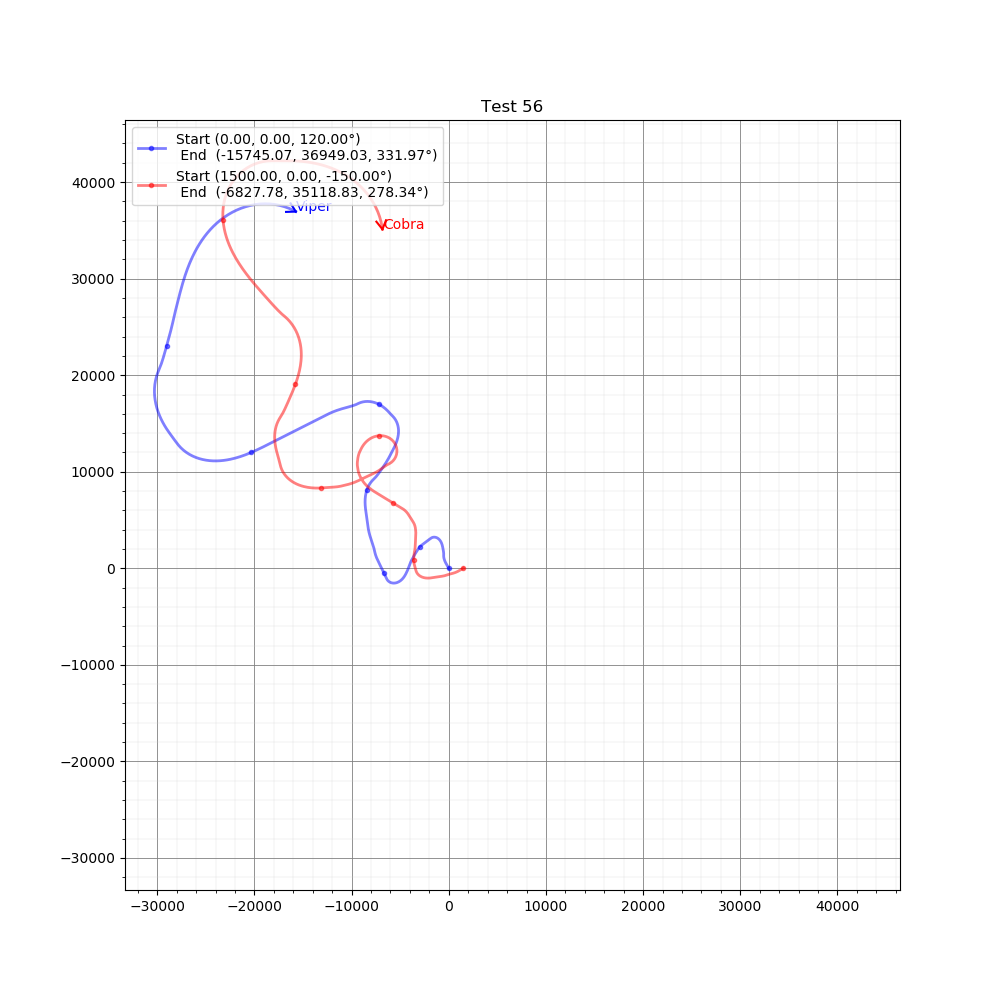 Test 56
Start (0.00, 0.00, 120.00°)
End (-15745.07, 36949.03, 331.97°)
Start (1500.00, 0.00, -150.00°)
End (-6827.78, 35118.83, 278.34°)
Viper
Cobra
40000
30000
20000
10000
0
−10000
−20000
−30000
−30000 −20000 −10000 0 10000 20000 30000 40000